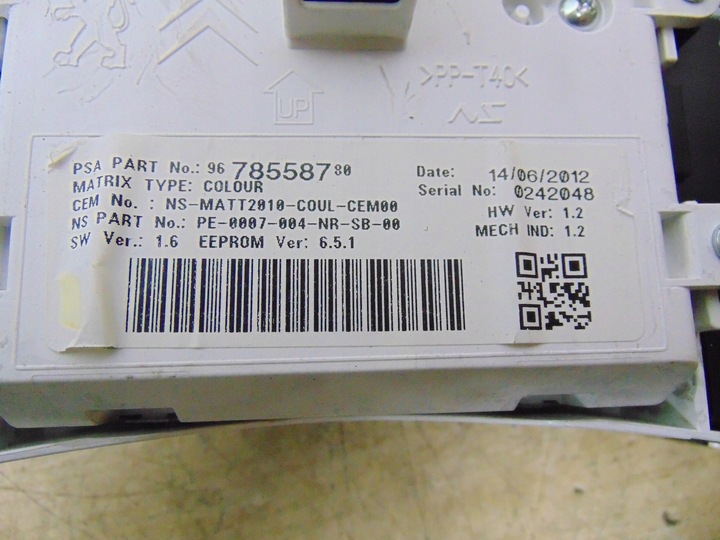 >PP-T40<
UP
PSA PART No.: 96 785587 80
MATRIX TYPE: COLOUR
CEM No. : NS-MATT2010-COUL-CEM00
NS PART No.: PE-0007-004-NR-SB-00
SW Ver.: 1.6 EEPROM Ver: 6.5.1
Date: 14/06/2012
Serial No: 0242048
HW Ver: 1.2
MECH IND: 1.2